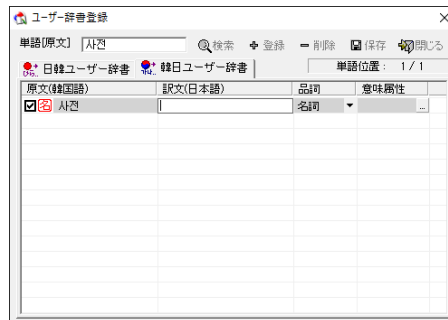 ユーザー辞書登録
単語[原文] 사전 検索 登録 削除 保存 閉じる
日韓ユーザー辞書 韓日ユーザー辞書 単語位置: 1 / 1
原文(韓国語) 訳文(日本語) 品詞 意味属性
名 사전 名詞 ...